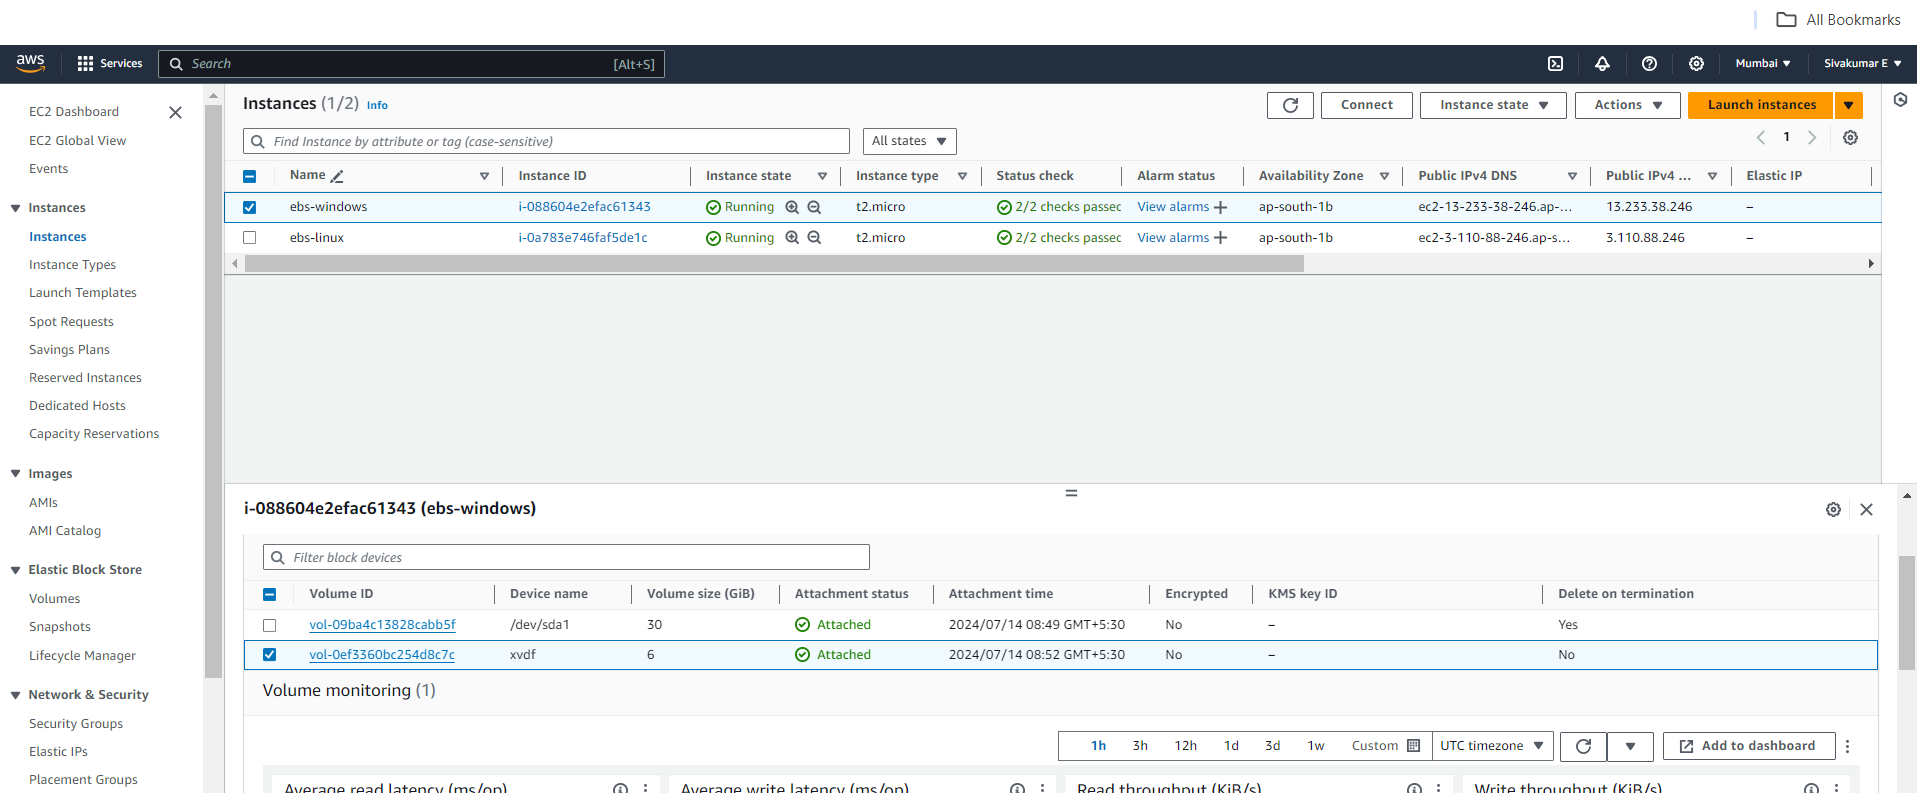 All Bookmarks
aws
Services
Search
[Alt+S]
Mumbai
Sivakumar E
EC2 Dashboard
EC2 Global View
Events
Instances
Instances
Instance Types
Launch Templates
Spot Requests
Savings Plans
Reserved Instances
Dedicated Hosts
Capacity Reservations
Images
AMIs
AMI Catalog
Elastic Block Store
Volumes
Snapshots
Lifecycle Manager
Network & Security
Security Groups
Elastic IPs
Placement Groups
Instances (1/2) Info
Connect
Instance state
Actions
Launch instances
Find Instance by attribute or tag (case-sensitive)
All states
1
Name Instance ID Instance state Instance type Status check Alarm status Availability Zone Public IPv4 DNS Public IPv4 ... Elastic IP
ebs-windows i-088604e2efac61343 Running t2.micro 2/2 checks passec View alarms + ap-south-1b ec2-13-233-38-246.ap-... 13.233.38.246 –
ebs-linux i-0a783e746faf5de1c Running t2.micro 2/2 checks passec View alarms + ap-south-1b ec2-3-110-88-246.ap-s... 3.110.88.246 –
i-088604e2efac61343 (ebs-windows)
Filter block devices
Volume ID Device name Volume size (GiB) Attachment status Attachment time Encrypted KMS key ID Delete on termination
vol-09ba4c13828cabb5f /dev/sda1 30 Attached 2024/07/14 08:49 GMT+5:30 No – Yes
vol-0ef3360bc254d8c7c xvdf 6 Attached 2024/07/14 08:52 GMT+5:30 No – No
Volume monitoring (1)
1h 3h 12h 1d 3d 1w Custom UTC timezone Add to dashboard
Average read latency (ms/op) Average write latency (ms/op) Read throughput (KiB/s) Write throughput (KiB/s)